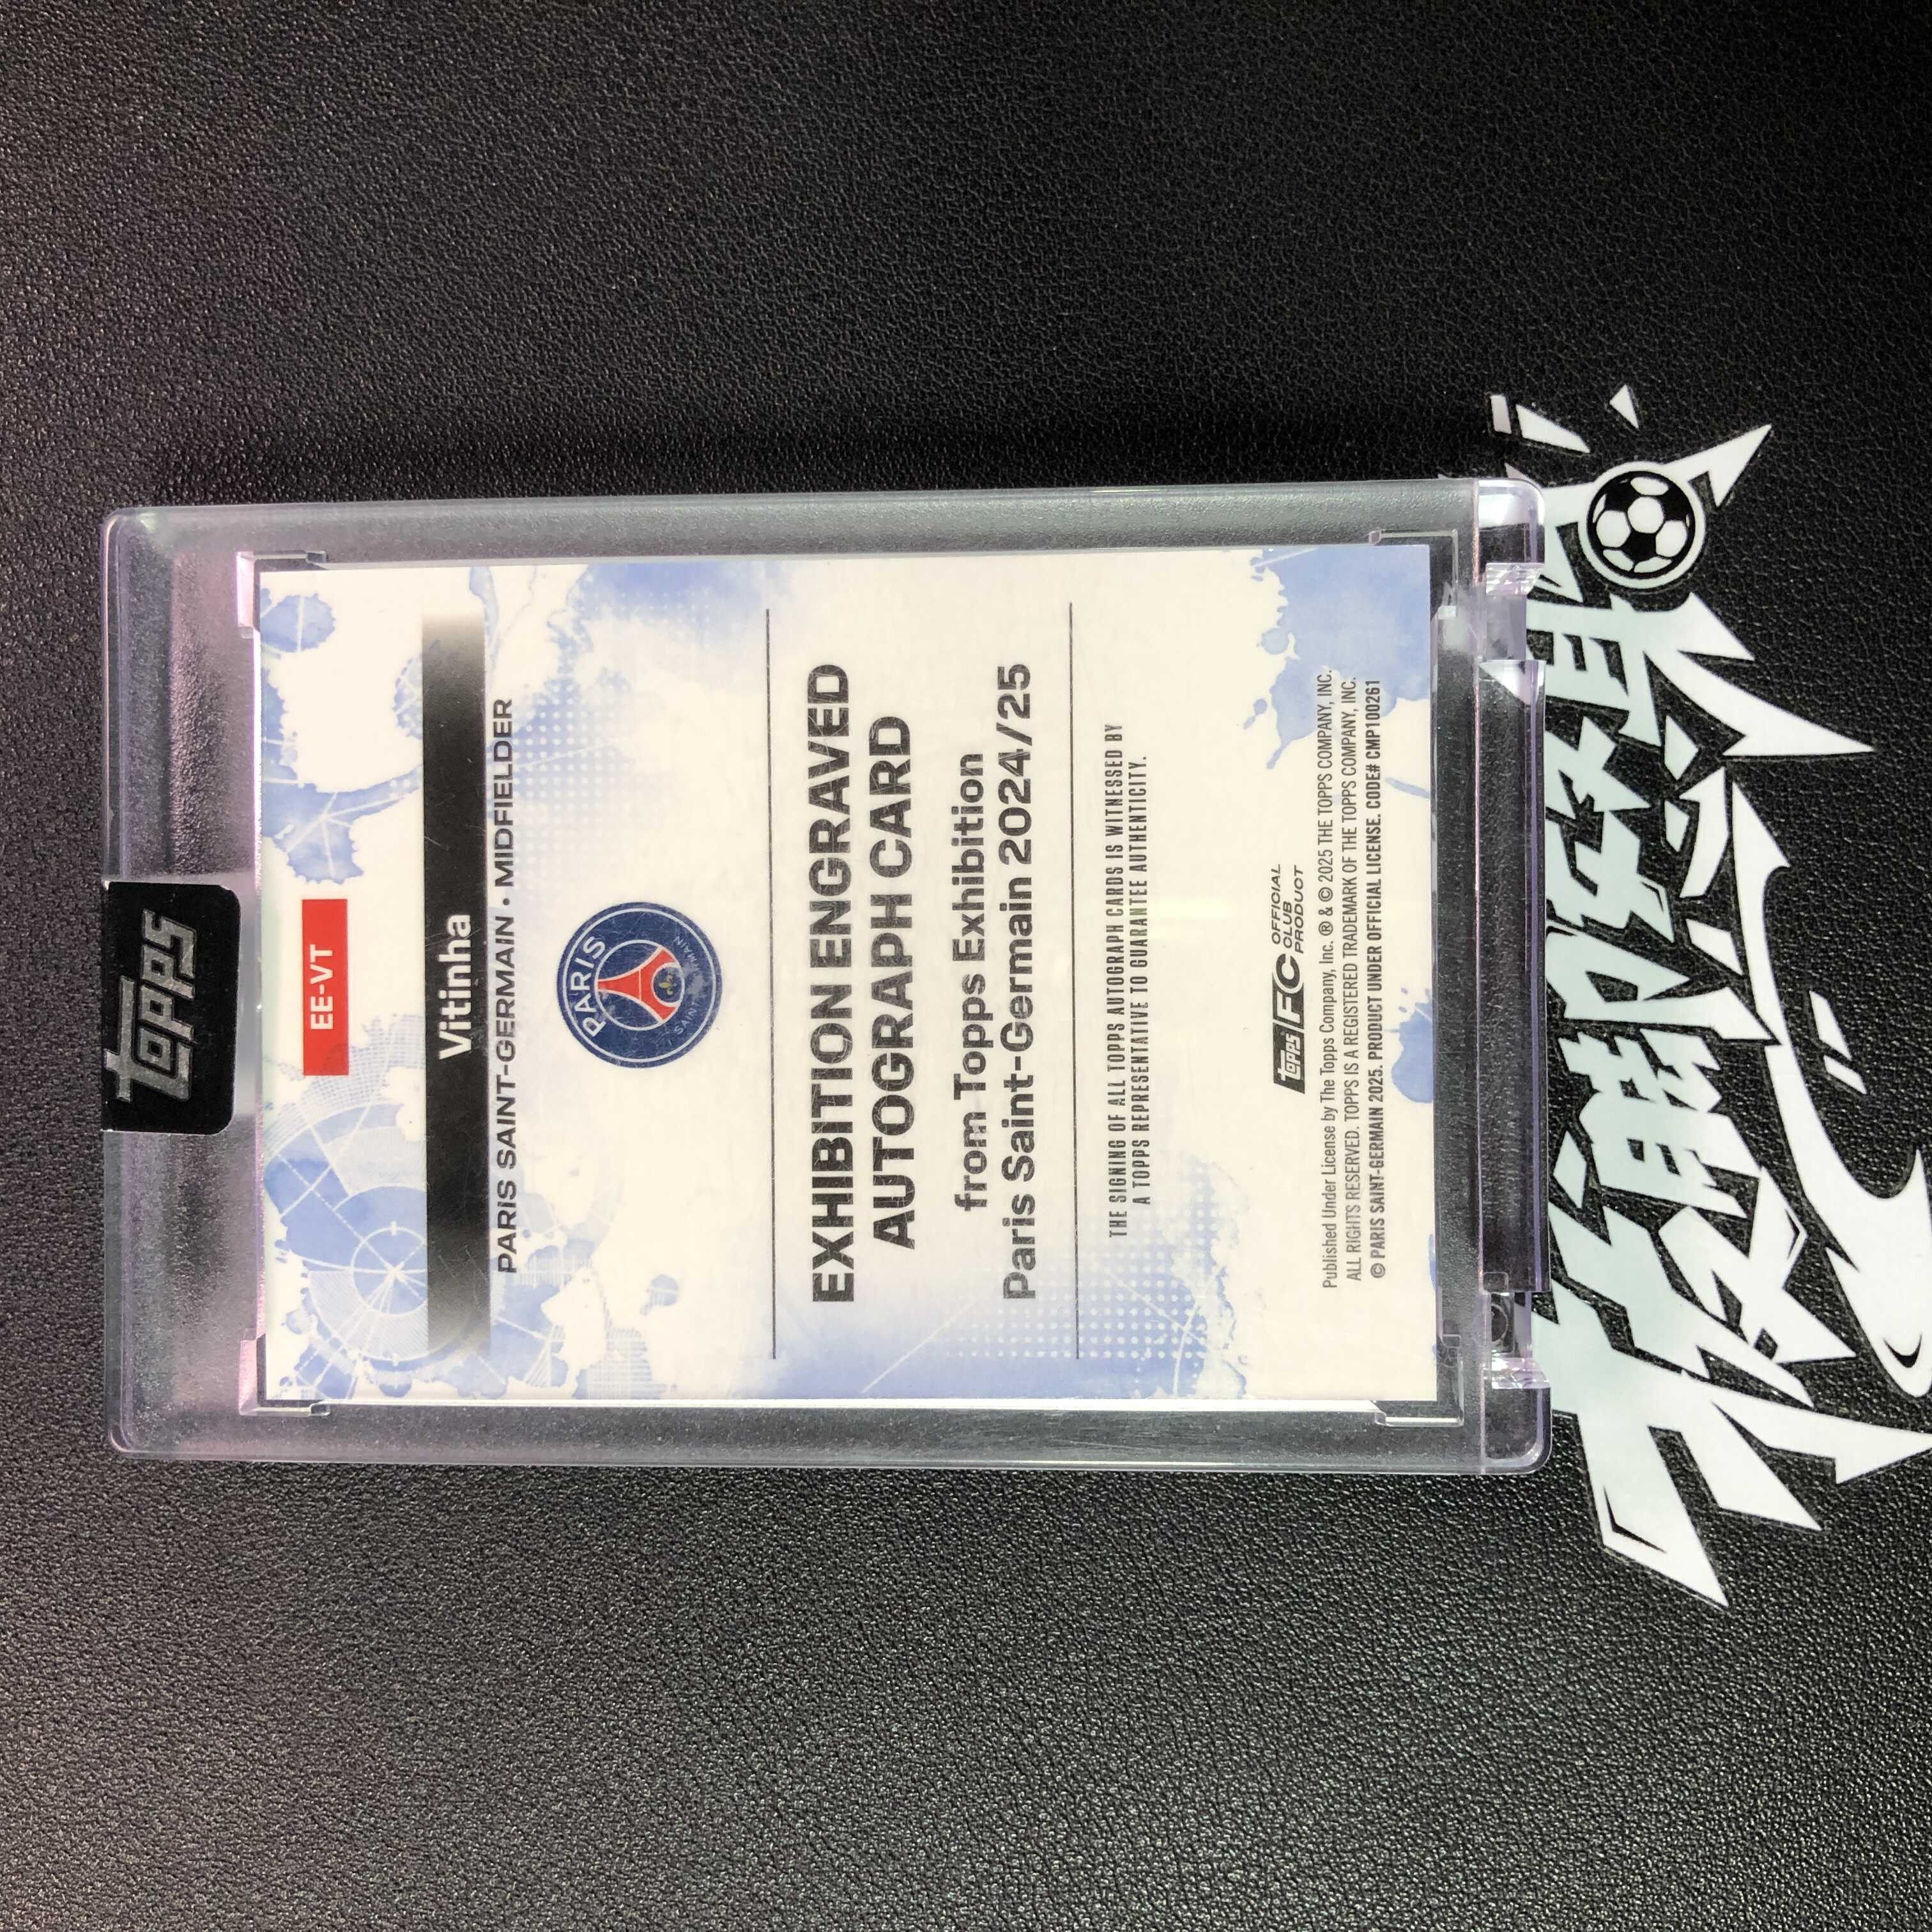 topps
EE-VT
Vitinha
PARIS SAINT-GERMAIN • MIDFIELDER
PARIS
SAINT-GERMAIN
EXHIBITION ENGRAVED
AUTOGRAPH CARD
from Topps Exhibition
Paris Saint-Germain 2024/25
THE SIGNING OF ALL TOPPS AUTOGRAPH CARDS IS WITNESSED BY
A TOPPS REPRESENTATIVE TO GUARANTEE AUTHENTICITY.
topps FC OFFICIAL
CLUB
PRODUCT
Published Under License by The Topps Company, Inc. ® & © 2025 THE TOPPS COMPANY, INC.
ALL RIGHTS RESERVED. TOPPS IS A REGISTERED TRADEMARK OF THE TOPPS COMPANY, INC.
© PARIS SAINT-GERMAIN 2025. PRODUCT UNDER OFFICIAL LICENSE. CODE# CMP100261